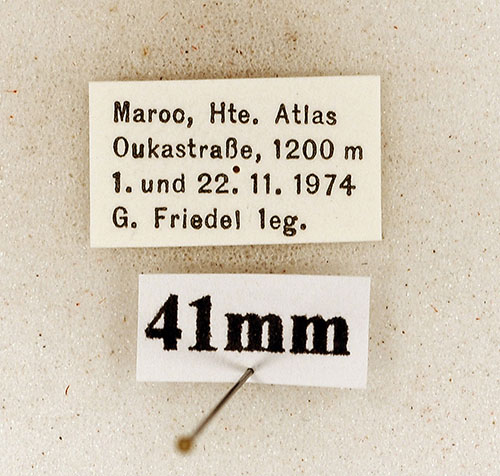 Maroc, Hte. Atlas
Oukastraße, 1200 m
1. und 22. 11. 1974
G. Friedel leg.
41mm